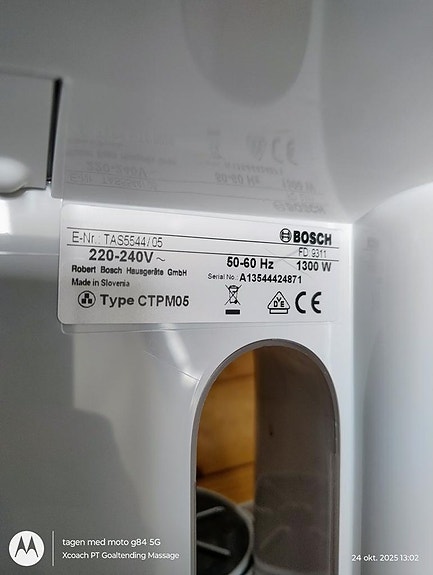 E-Nr.: TAS5544/05
BOSCH
FD. 9311
220-240V ~
50-60 Hz
1300 W
Robert Bosch Hausgeräte GmbH
Serial No.: A13544424871
Made in Slovenia
Type CTPM05
D V E
CE
tagen med moto g84 5G
Xcoach PT Goaltending Massage
24 okt. 2025 13:02